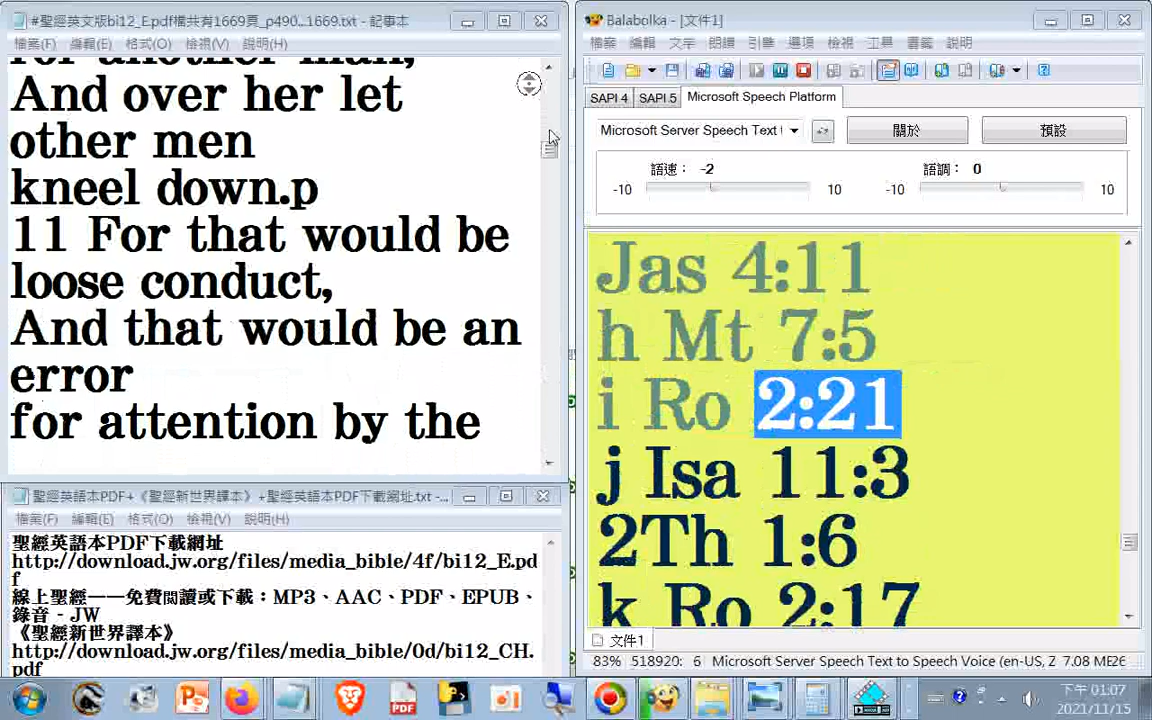 #聖經英文版bi12_E.pdf檔共有1669頁_p490...1669.txt - 記事本
檔案(F) 編輯(E) 格式(O) 檢視(V) 說明(H)
for another man,
And over her let
other men
kneel down.p
11 For that would be
loose conduct,
And that would be an
error
for attention by the
聖經英語本PDF+《聖經新世界譯本》+聖經英語本PDF下載網址.txt -...
檔案(F) 編輯(E) 格式(O) 檢視(V) 說明(H)
聖經英語本PDF下載網址
http://download.jw.org/files/media_bible/4f/bi12_E.pd
f
線上聖經——免費閱讀或下載：MP3、AAC、PDF、EPUB、
錄音 - JW
《聖經新世界譯本》
http://download.jw.org/files/media_bible/0d/bi12_CH.
pdf
Balabolka - [文件1]
檔案 編輯 文字 朗讀 引擎 選項 檢視 工具 書籤 說明
SAPI 4 SAPI 5 Microsoft Speech Platform
Microsoft Server Speech Text 關於 預設
語速： -2 語調： 0
-10 10 -10 10
Jas 4:11
h Mt 7:5
i Ro 2:21
j Isa 11:3
2Th 1:6
k Ro 2:17
文件1
83% 518920: 6 Microsoft Server Speech Text to Speech Voice (en-US, Z 7.08 ME26
下午 01:07
2021/11/15